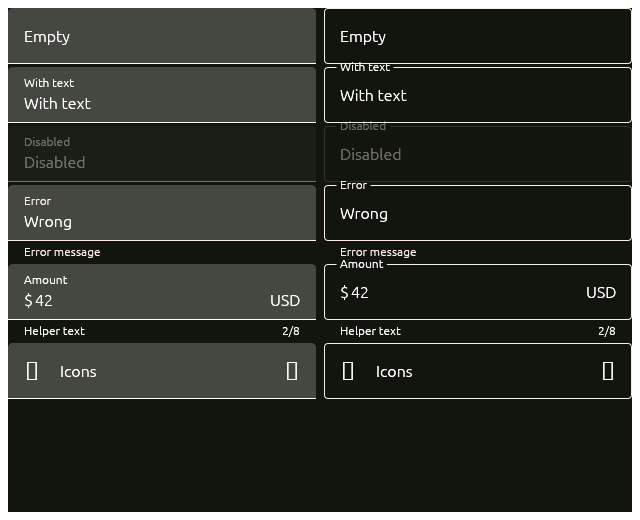 Empty
With text
With text
Disabled
Disabled
Error
Wrong
Error message
Amount
$ 42 USD
Helper text 2/8
Icons
Empty
With text
With text
Disabled
Disabled
Error
Wrong
Error message
Amount
$ 42 USD
Helper text 2/8
Icons